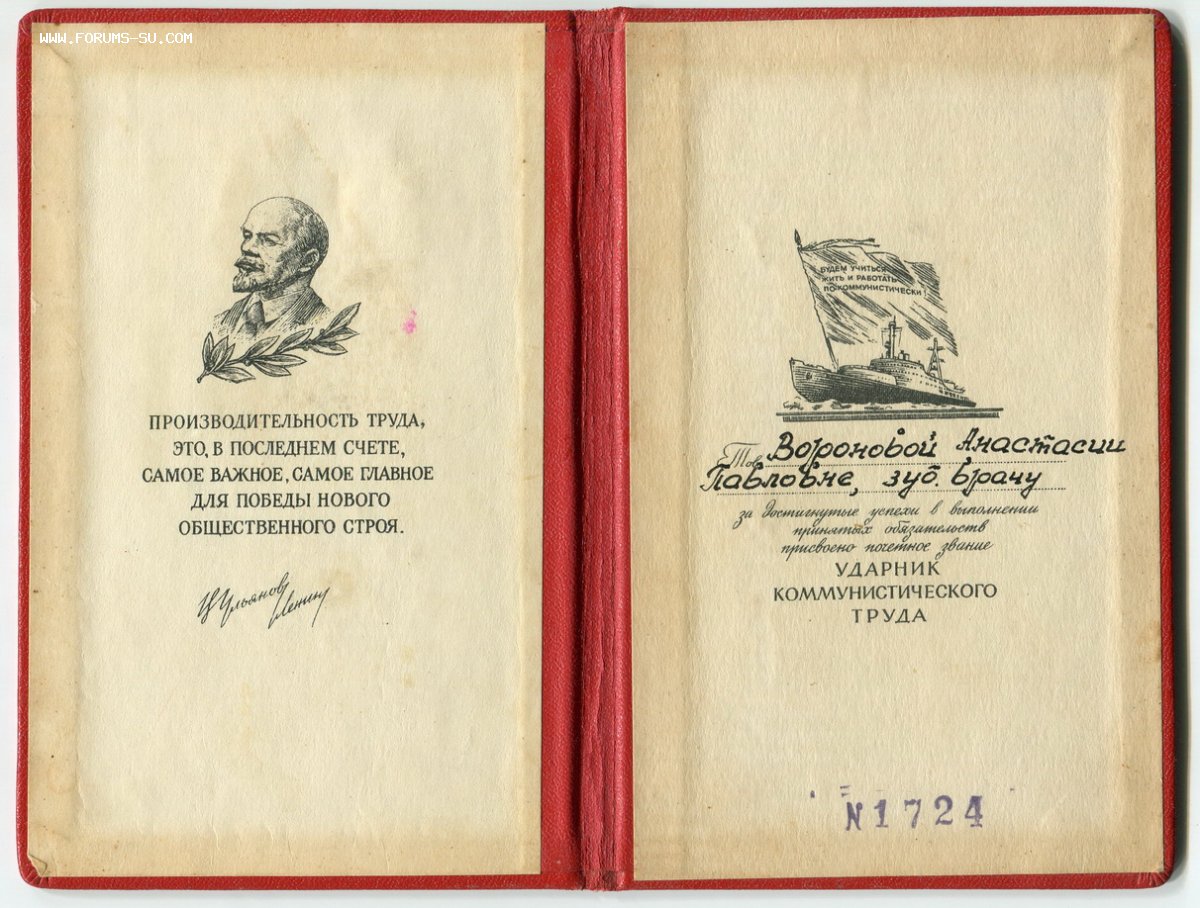 WWW.FORUMS-SU.COM
ПРОИЗВОДИТЕЛЬНОСТЬ ТРУДА,
ЭТО, В ПОСЛЕДНЕМ СЧЕТЕ,
САМОЕ ВАЖНОЕ, САМОЕ ГЛАВНОЕ
ДЛЯ ПОБЕДЫ НОВОГО
ОБЩЕСТВЕННОГО СТРОЯ.
В. Ульянов
(Ленин)
БУДЕМ УЧИТЬСЯ
ЖИТЬ И РАБОТАТЬ
ПО-КОММУНИСТИЧЕСКИ!
Тов. Вороновой Анастасии
Павловне, зуб. врачу
за достигнутые успехи в выполнении
принятых обязательств
присвоено почетное звание
УДАРНИК
КОММУНИСТИЧЕСКОГО
ТРУДА
N 1724